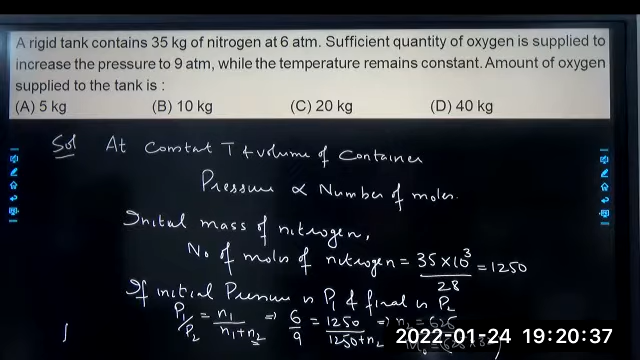 A rigid tank contains 35 kg of nitrogen at 6 atm. Sufficient quantity of oxygen is supplied to
increase the pressure to 9 atm, while the temperature remains constant. Amount of oxygen
supplied to the tank is :
(A) 5 kg (B) 10 kg (C) 20 kg (D) 40 kg
Sol At Constat T & volume of Container
Pressure ∝ Number of moles.
Initial mass of nitrogen,
No of moles of nitrogen = 35×10³/28 = 1250
If initial Pressure is P₁ & final is P₂
P₁/P₂ = n₁/(n₁+n₂) ⇒ 6/9 = 1250/(1250+n₂) ⇒ n₂ = 625
2022-01-24 19:20:37